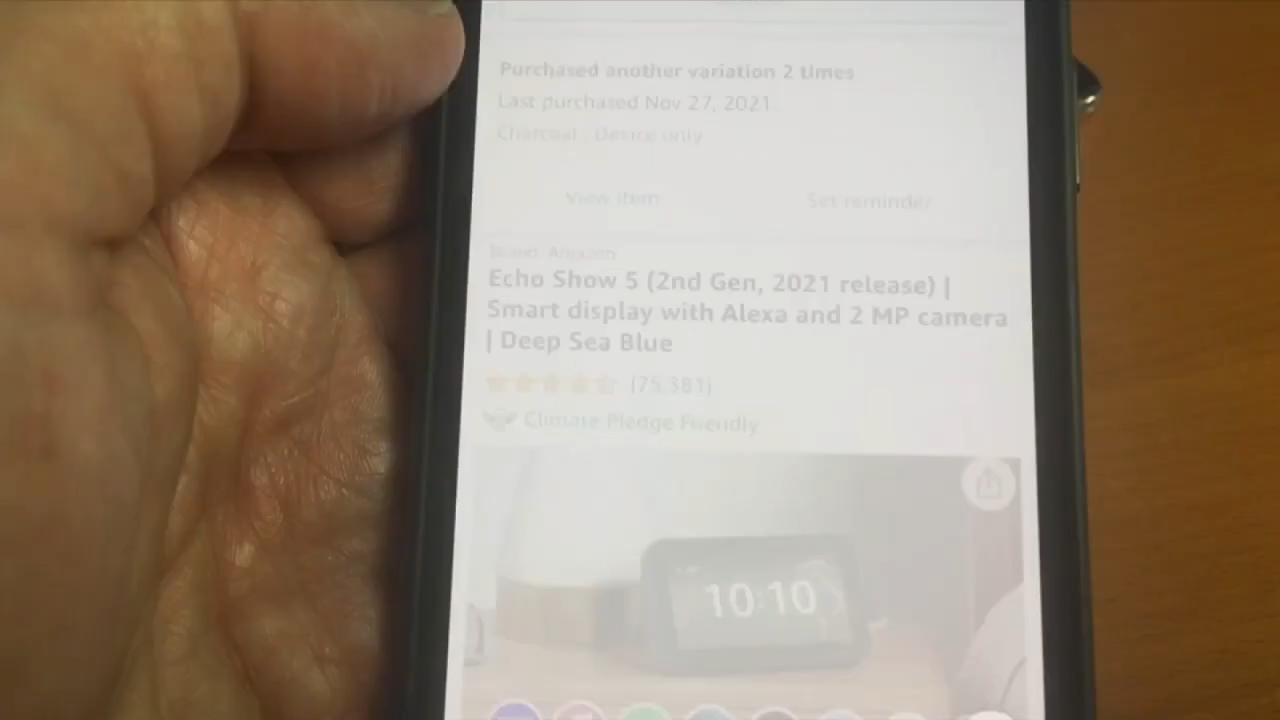 Purchased another variation 2 times
Last purchased Nov 27, 2021
Charcoal : Device only
View item
Set reminder
Brand: Amazon
Echo Show 5 (2nd Gen, 2021 release) |
Smart display with Alexa and 2 MP camera
| Deep Sea Blue
(75,381)
Climate Pledge Friendly
10:10